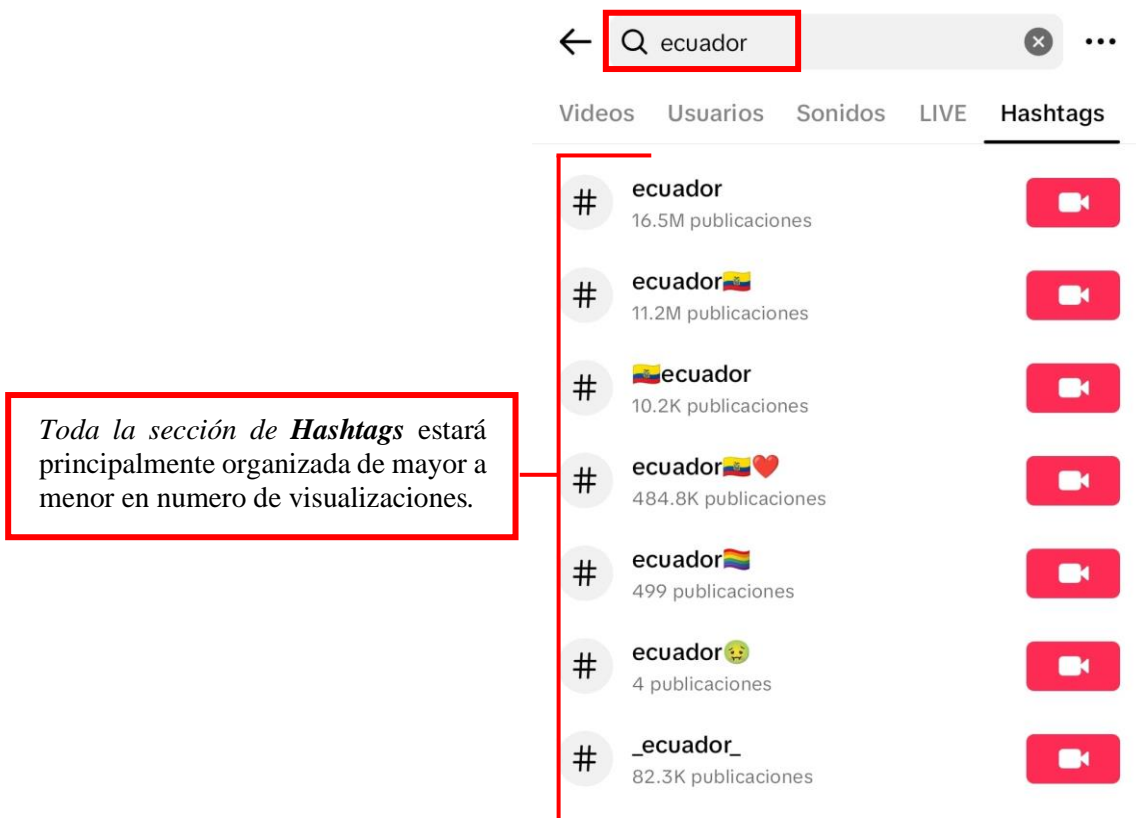 ecuador
Videos Usuarios Sonidos LIVE Hashtags
# ecuador
16.5M publicaciones
# ecuador🇪🇨
11.2M publicaciones
# 🇪🇨ecuador
10.2K publicaciones
Toda la sección de Hashtags estará
principalmente organizada de mayor a
menor en numero de visualizaciones.
# ecuador🇪🇨❤️
484.8K publicaciones
# ecuador🏳️‍🌈
499 publicaciones
# ecuador🤢
4 publicaciones
# _ecuador_
82.3K publicaciones